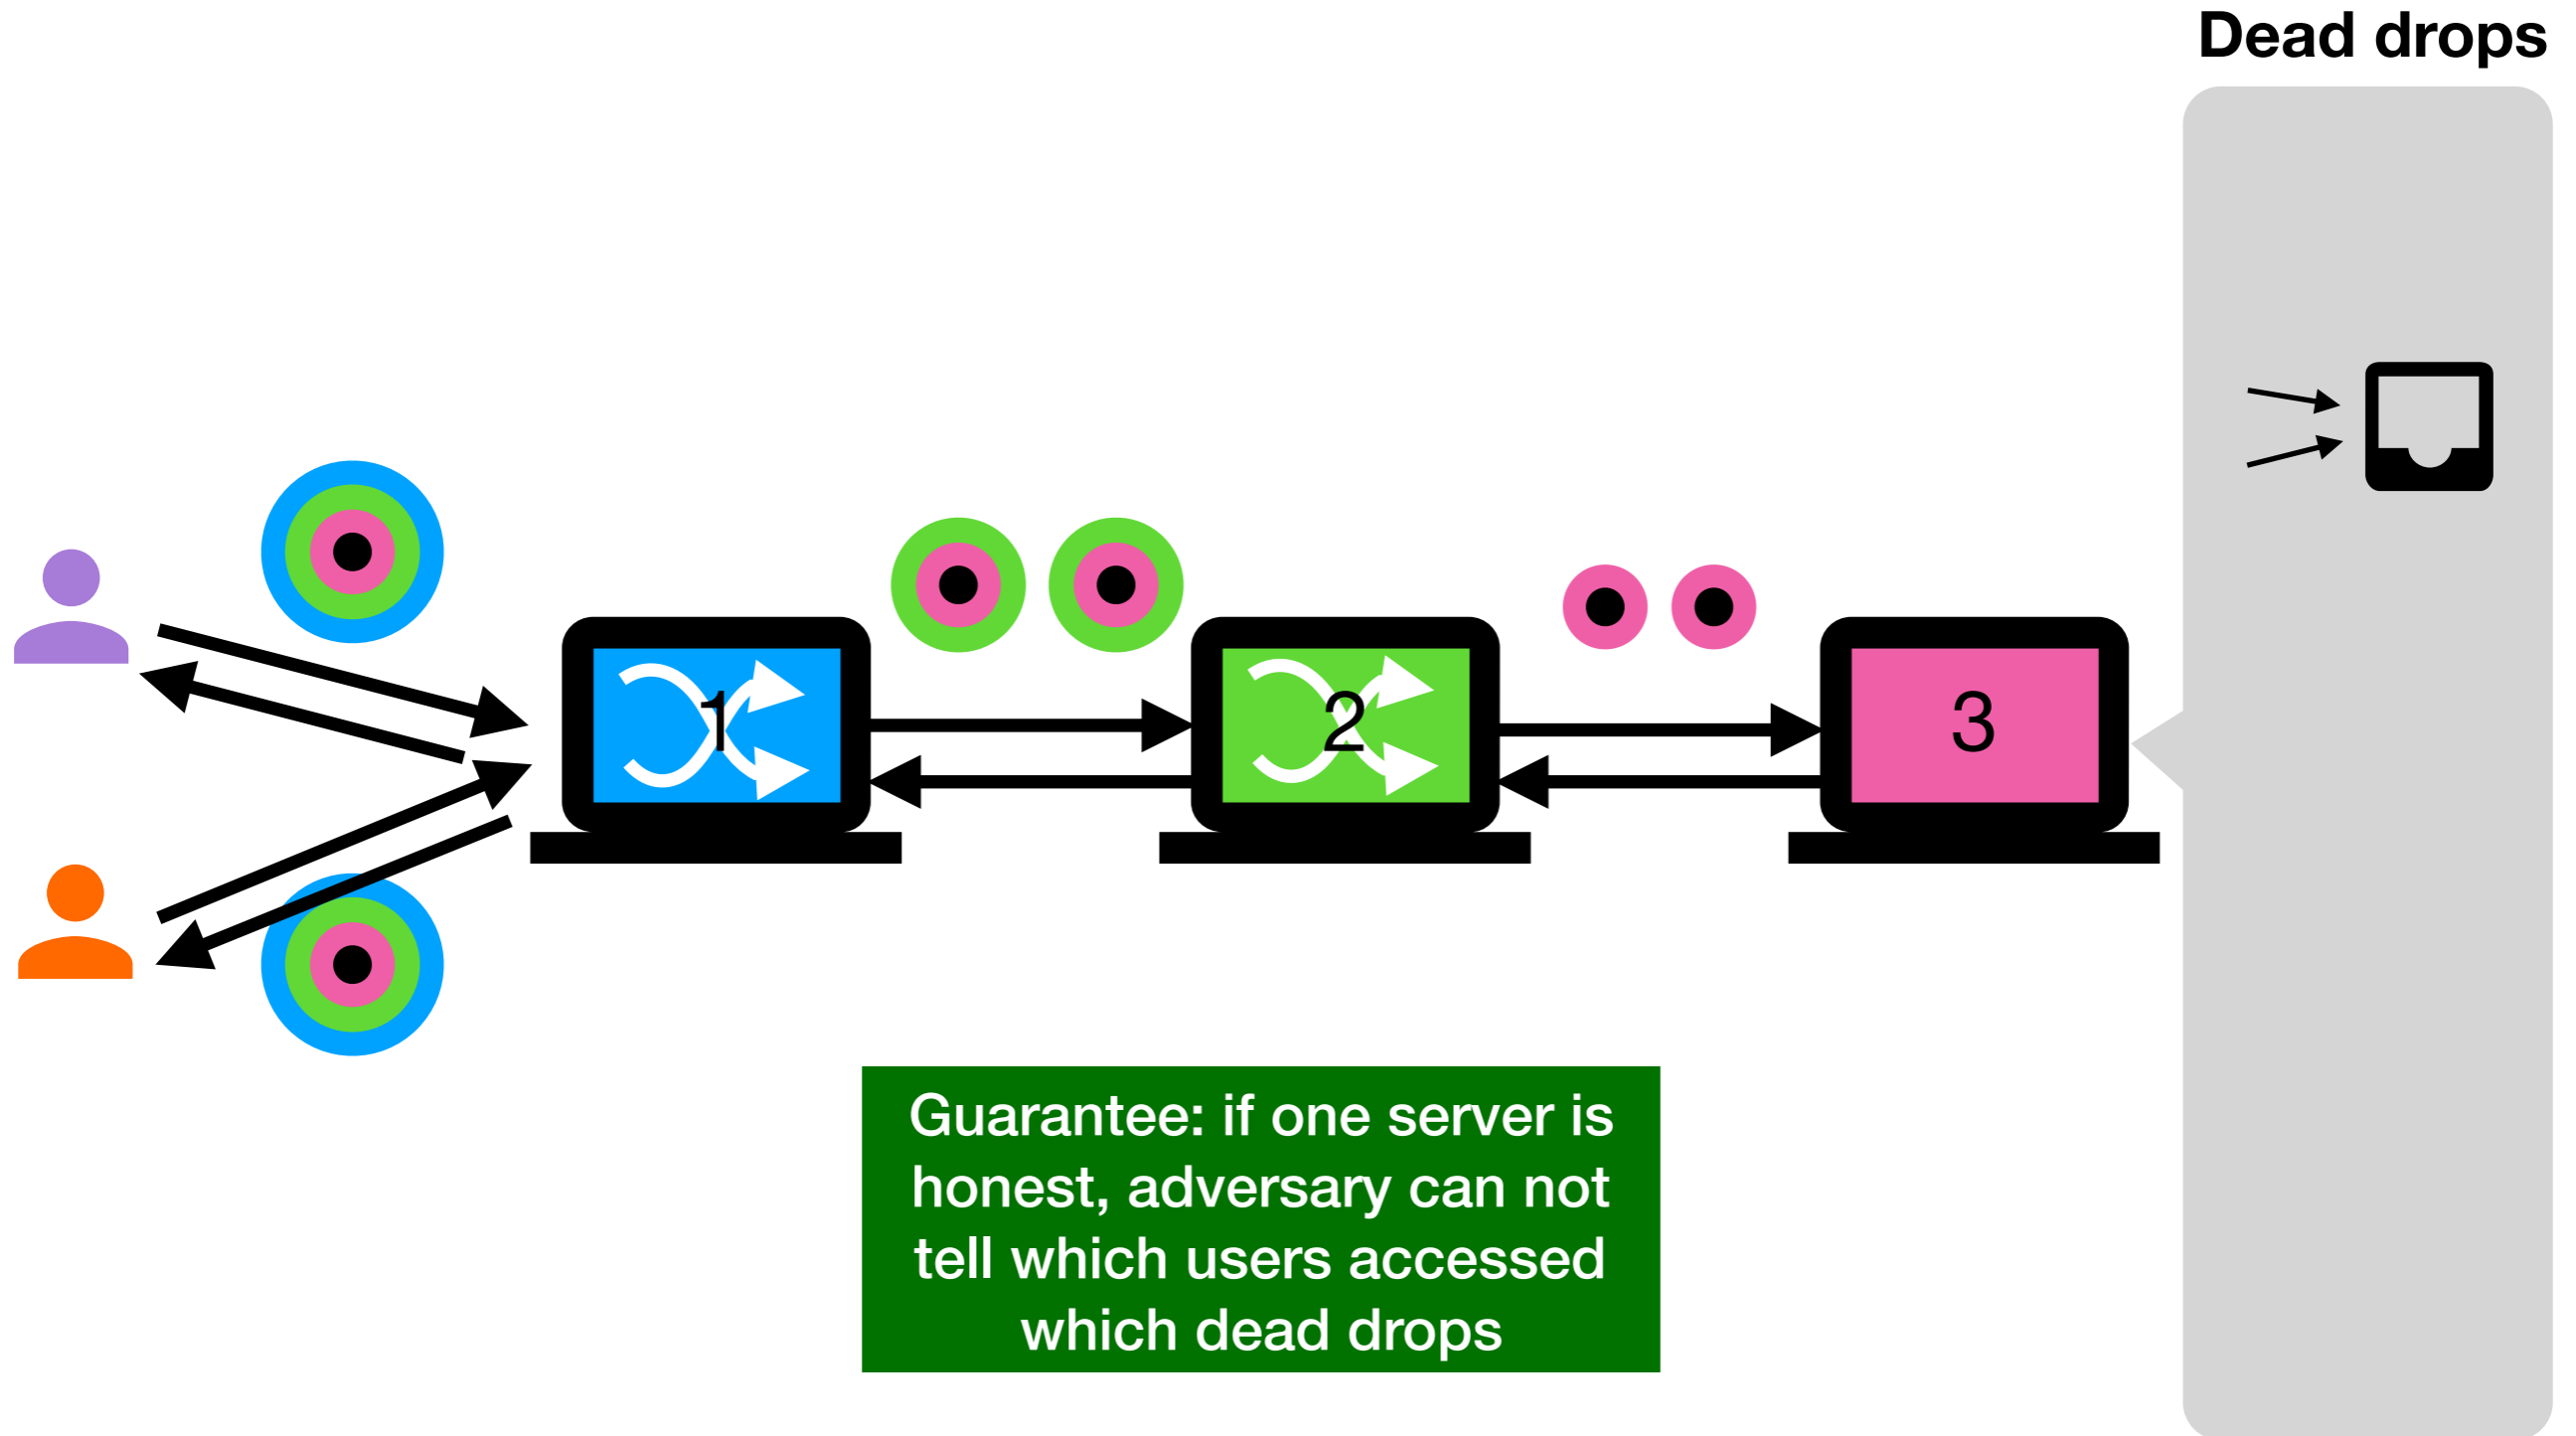 Dead drops
1
2
3
Guarantee: if one server is
honest, adversary can not
tell which users accessed
which dead drops